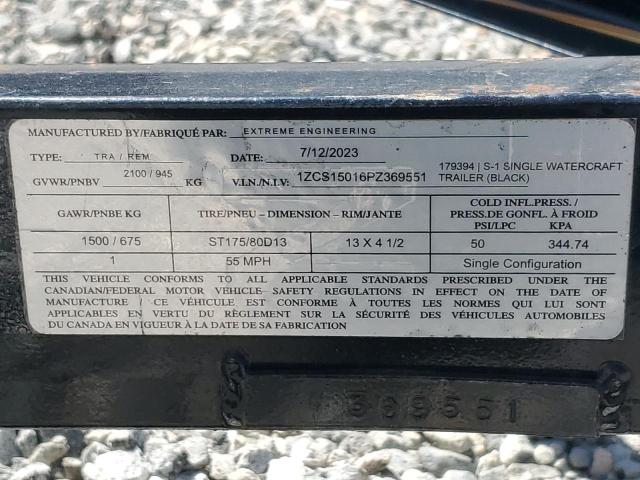 MANUFACTURED BY/FABRIQUÉ PAR: EXTREME ENGINEERING
TYPE: TRA / REM DATE: 7/12/2023
GVWR/PNBV 2100 / 945 KG V.I.N./N.I.V: 1ZCS15016PZ369551
179394 | S-1 SINGLE WATERCRAFT
TRAILER (BLACK)
GAWR/PNBE KG TIRE/PNEU – DIMENSION – RIM/JANTE COLD INFL.PRESS./
PRESS.DE GONFL. À FROID
PSI/LPC KPA
1500 / 675 ST175/80D13 13 X 4 1/2 50 344.74
1 55 MPH Single Configuration
THIS VEHICLE CONFORMS TO ALL APPLICABLE STANDARDS PRESCRIBED UNDER THE
CANADIAN/FEDERAL MOTOR VEHICLE SAFETY REGULATIONS IN EFFECT ON THE DATE OF
MANUFACTURE / CE VÉHICULE EST CONFORME À TOUTES LES NORMES QUI LUI SONT
APPLICABLES EN VERTU DU RÈGLEMENT SUR LA SÉCURITÉ DES VÉHICULES AUTOMOBILES
DU CANADA EN VIGUEUR À LA DATE DE SA FABRICATION
369551